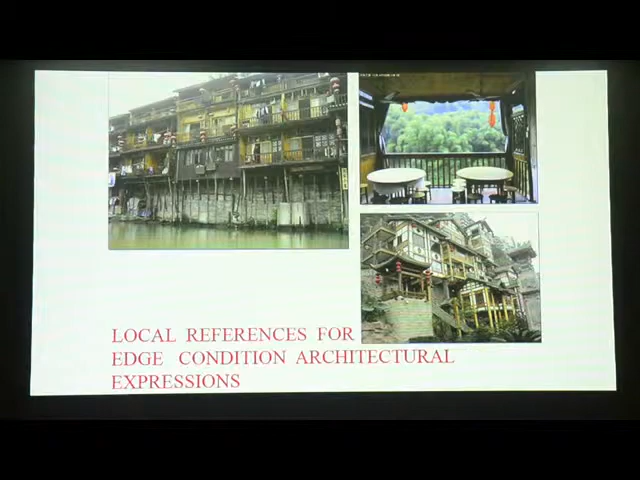 LOCAL REFERENCES FOR
EDGE CONDITION ARCHITECTURAL
EXPRESSIONS